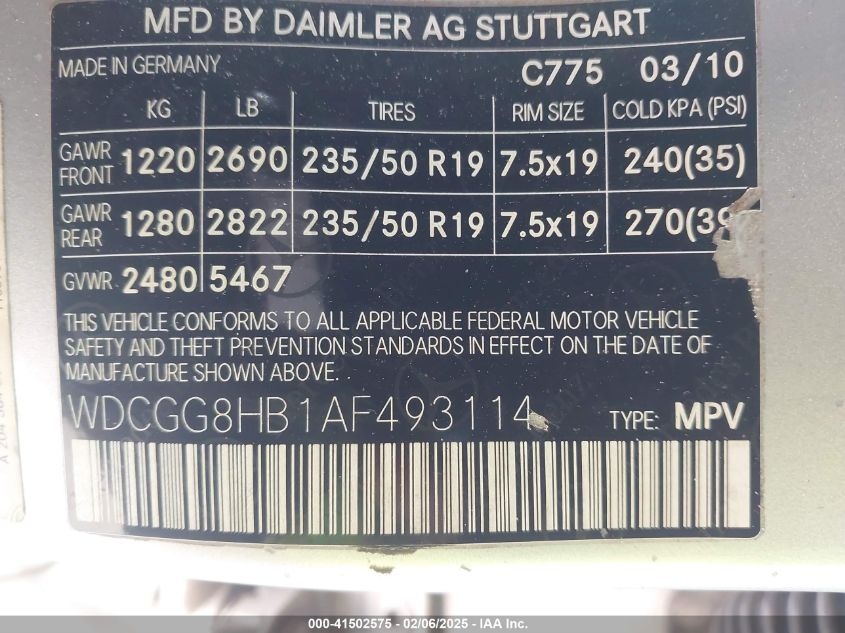 MFD BY DAIMLER AG STUTTGART
MADE IN GERMANY C775 03/10
KG LB TIRES RIM SIZE COLD KPA (PSI)
GAWR FRONT 1220 2690 235/50 R19 7.5x19 240(35)
GAWR REAR 1280 2822 235/50 R19 7.5x19 270(39
GVWR 2480 5467
THIS VEHICLE CONFORMS TO ALL APPLICABLE FEDERAL MOTOR VEHICLE
SAFETY AND THEFT PREVENTION STANDARDS IN EFFECT ON THE DATE OF
MANUFACTURE SHOWN ABOVE.
WDCGG8HB1AF493114 TYPE: MPV
000-41502575 - 02/06/2025 - IAA Inc.